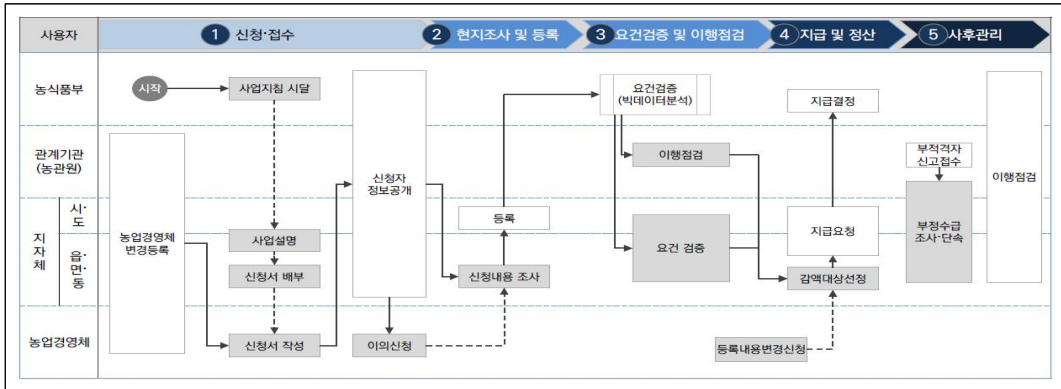 사용자
1 신청·접수
2 현지조사 및 등록
3 요건검증 및 이행점검
4 지급 및 정산
5 사후관리
농식품부
시작
사업지침 시달
요건검증
(빅데이터분석)
지급결정
관계기관
(농관원)
신청자
정보공개
이행점검
부적격자
신고접수
이행점검
지
자
체
시·
도
읍·
면·
동
농업경영체
변경등록
사업설명
신청서 배부
등록
신청내용 조사
요건 검증
지급요청
감액대상선정
부정수급
조사·단속
농업경영체
신청서 작성
이의신청
등록내용변경신청